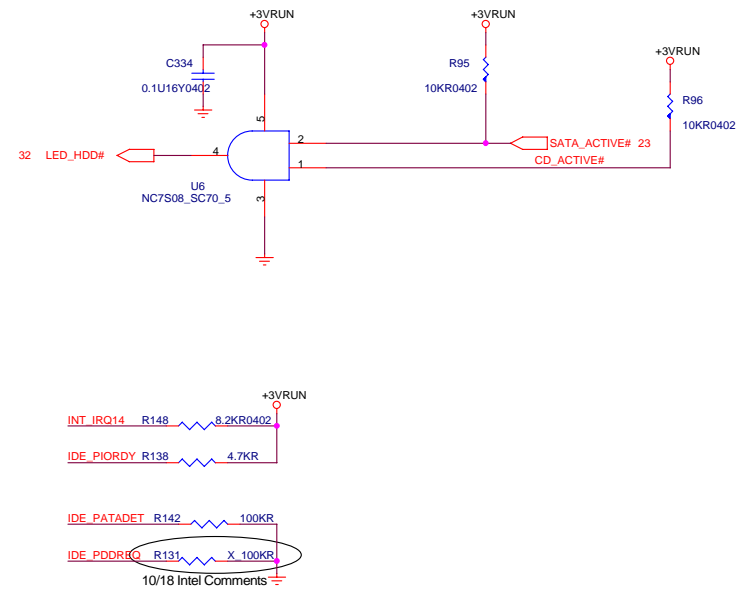 +3VRUN
+3VRUN
+3VRUN
C334
0.1U16Y0402
R95
10KR0402
R96
10KR0402
5
2
SATA_ACTIVE# 23
32 LED_HDD#
4
1
CD_ACTIVE#
U6
NC7S08_SC70_5
3
+3VRUN
INT_IRQ14 R148 8.2KR0402
IDE_PIORDY R138 4.7KR
IDE_PATADET R142 100KR
IDE_PDDREQ R131 X_100KR
10/18 Intel Comments